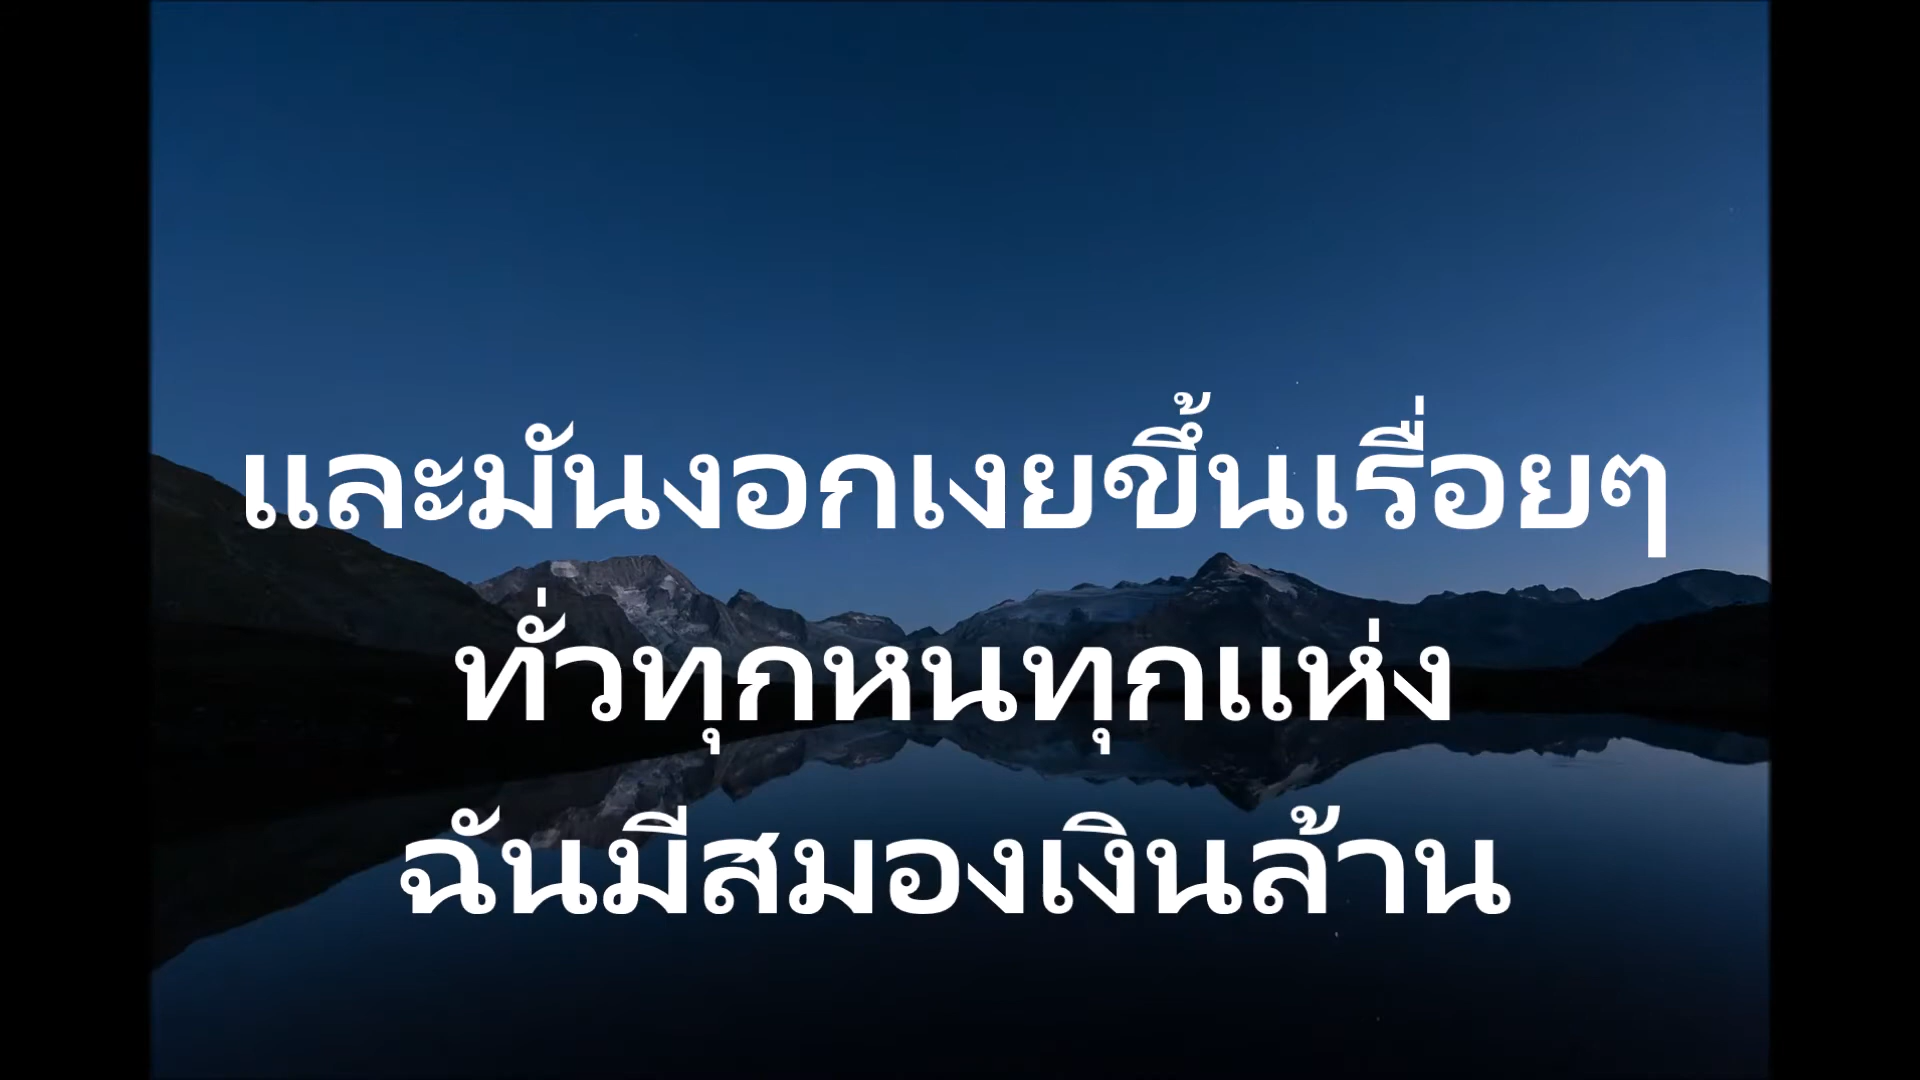 และมันงอกเงยขึ้นเรื่อยๆ
ทั่วทุกหนทุกแห่ง
ฉันมีสมองเงินล้าน